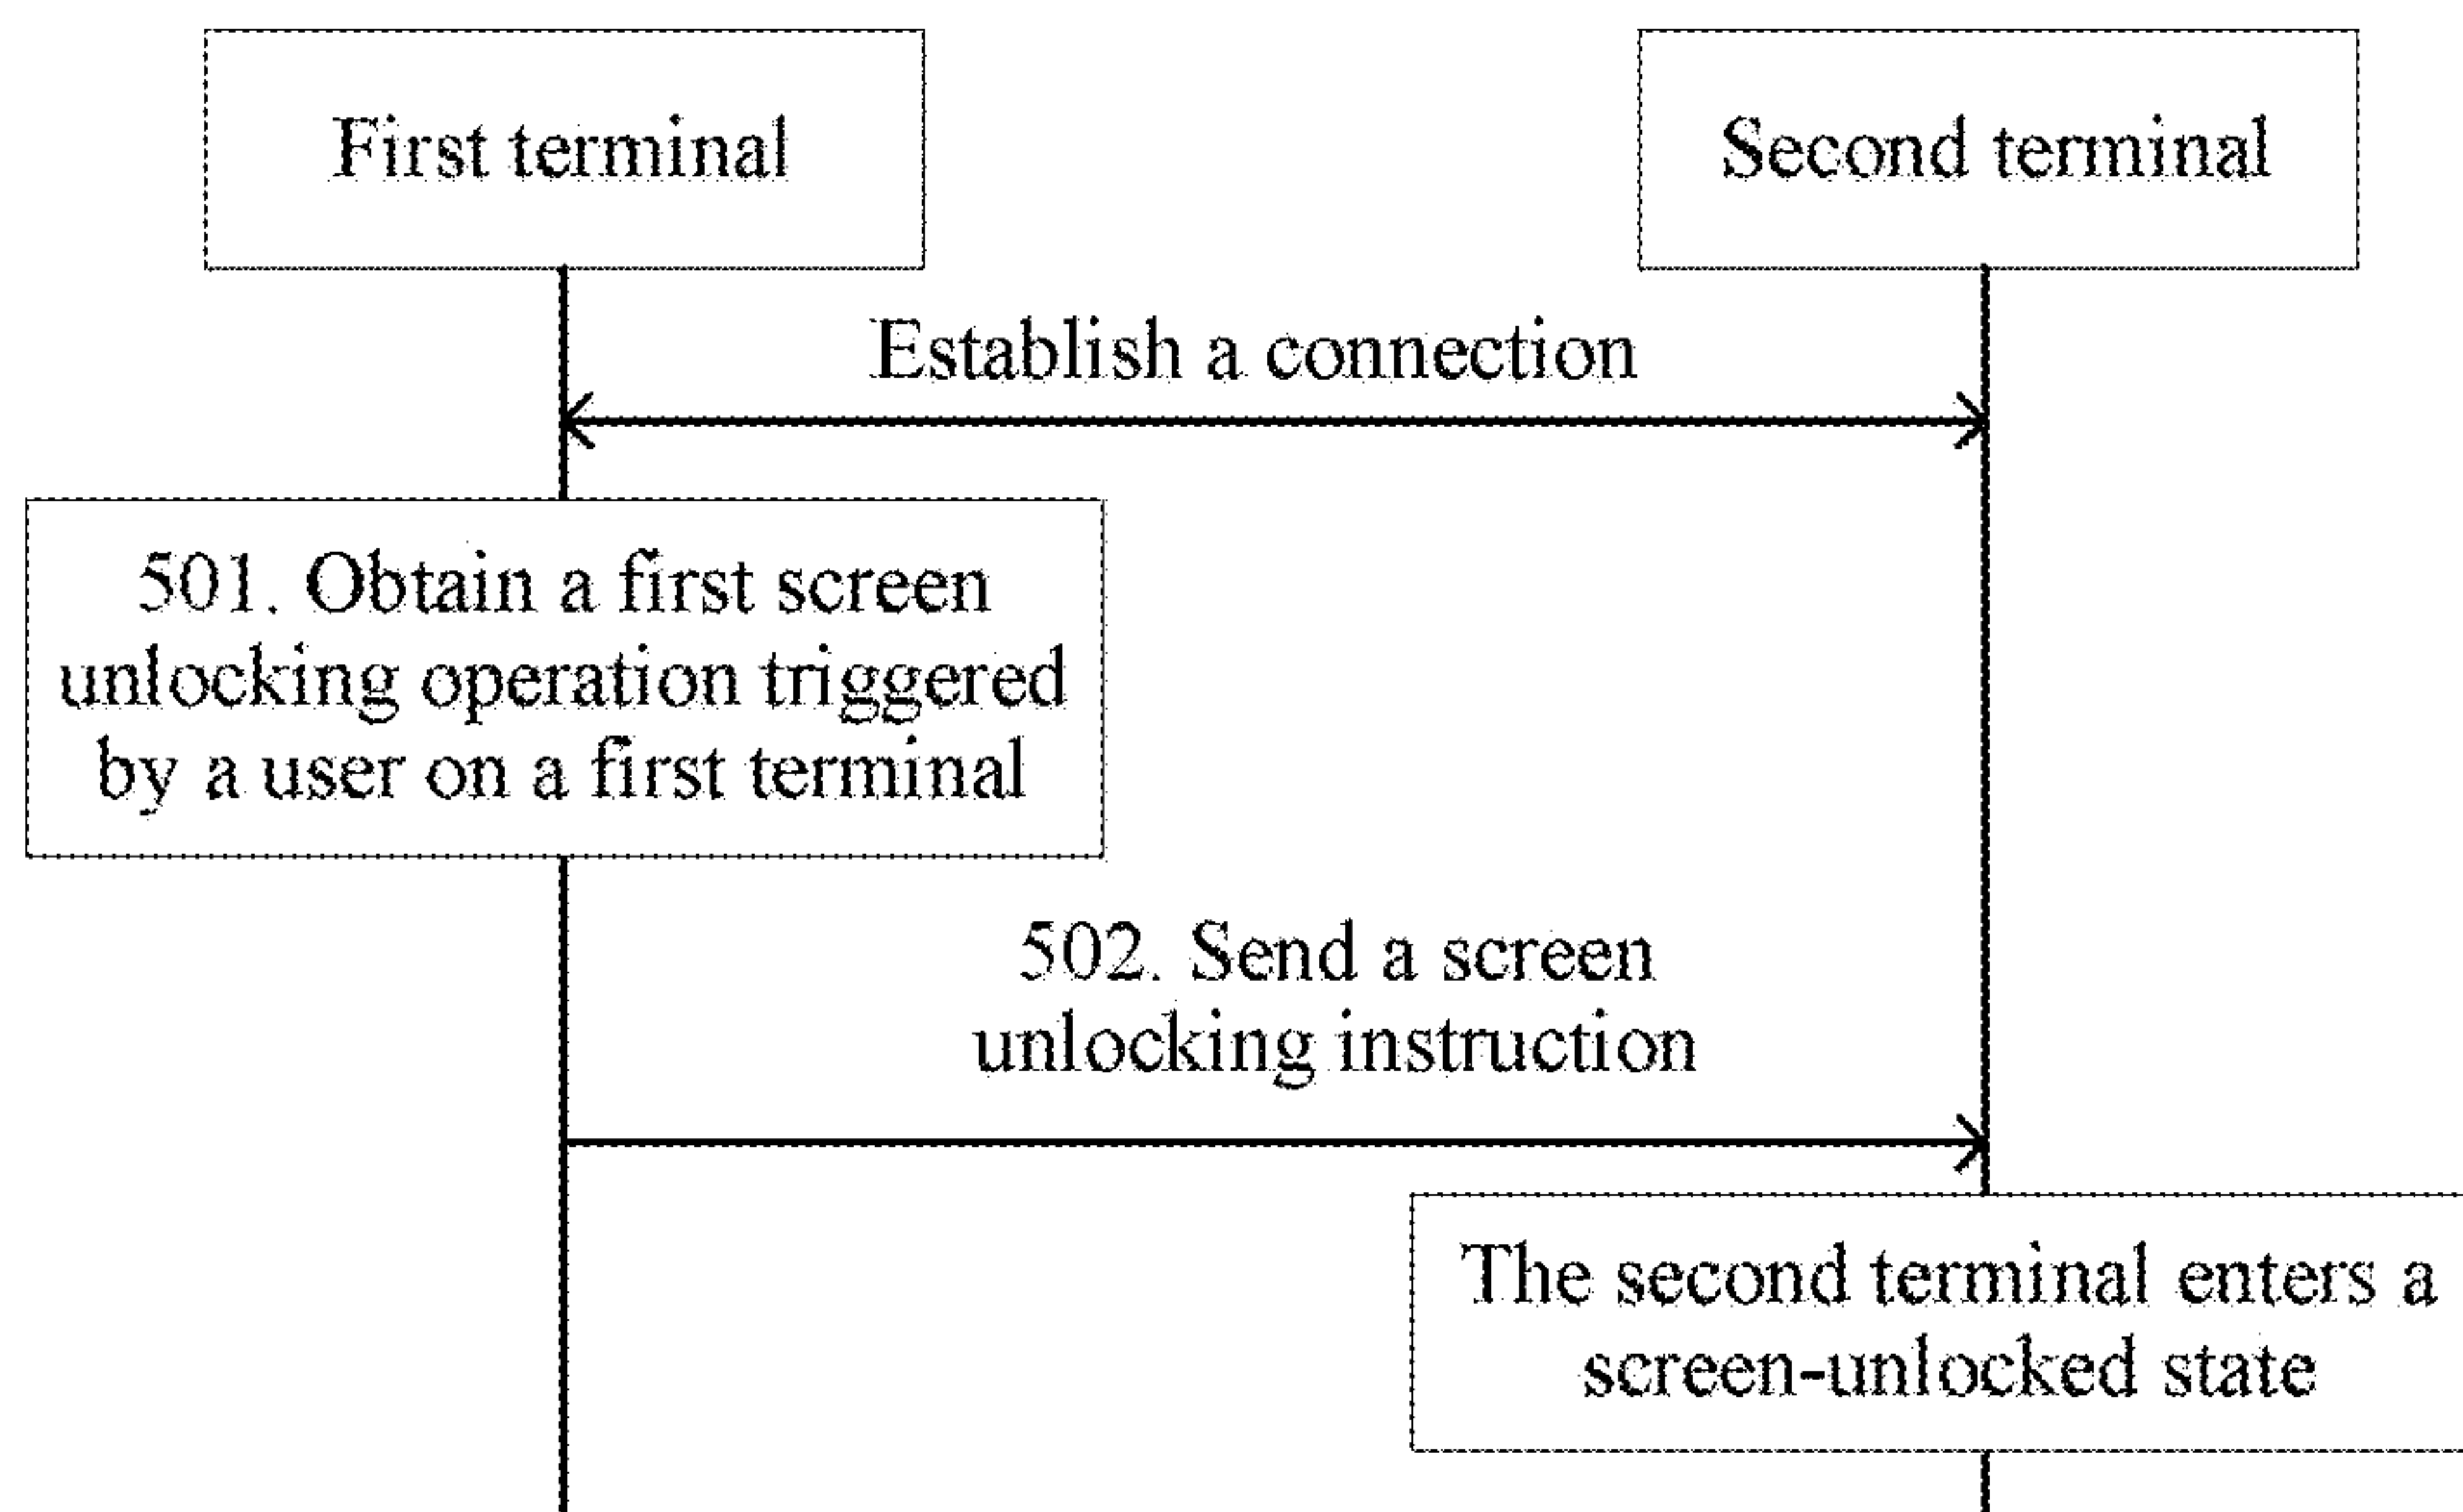 First terminal
Second terminal
Establish a connection
501. Obtain a first screen
unlocking operation triggered
by a user on a first terminal
502. Send a screen
unlocking instruction
The second terminal enters a
screen-unlocked state